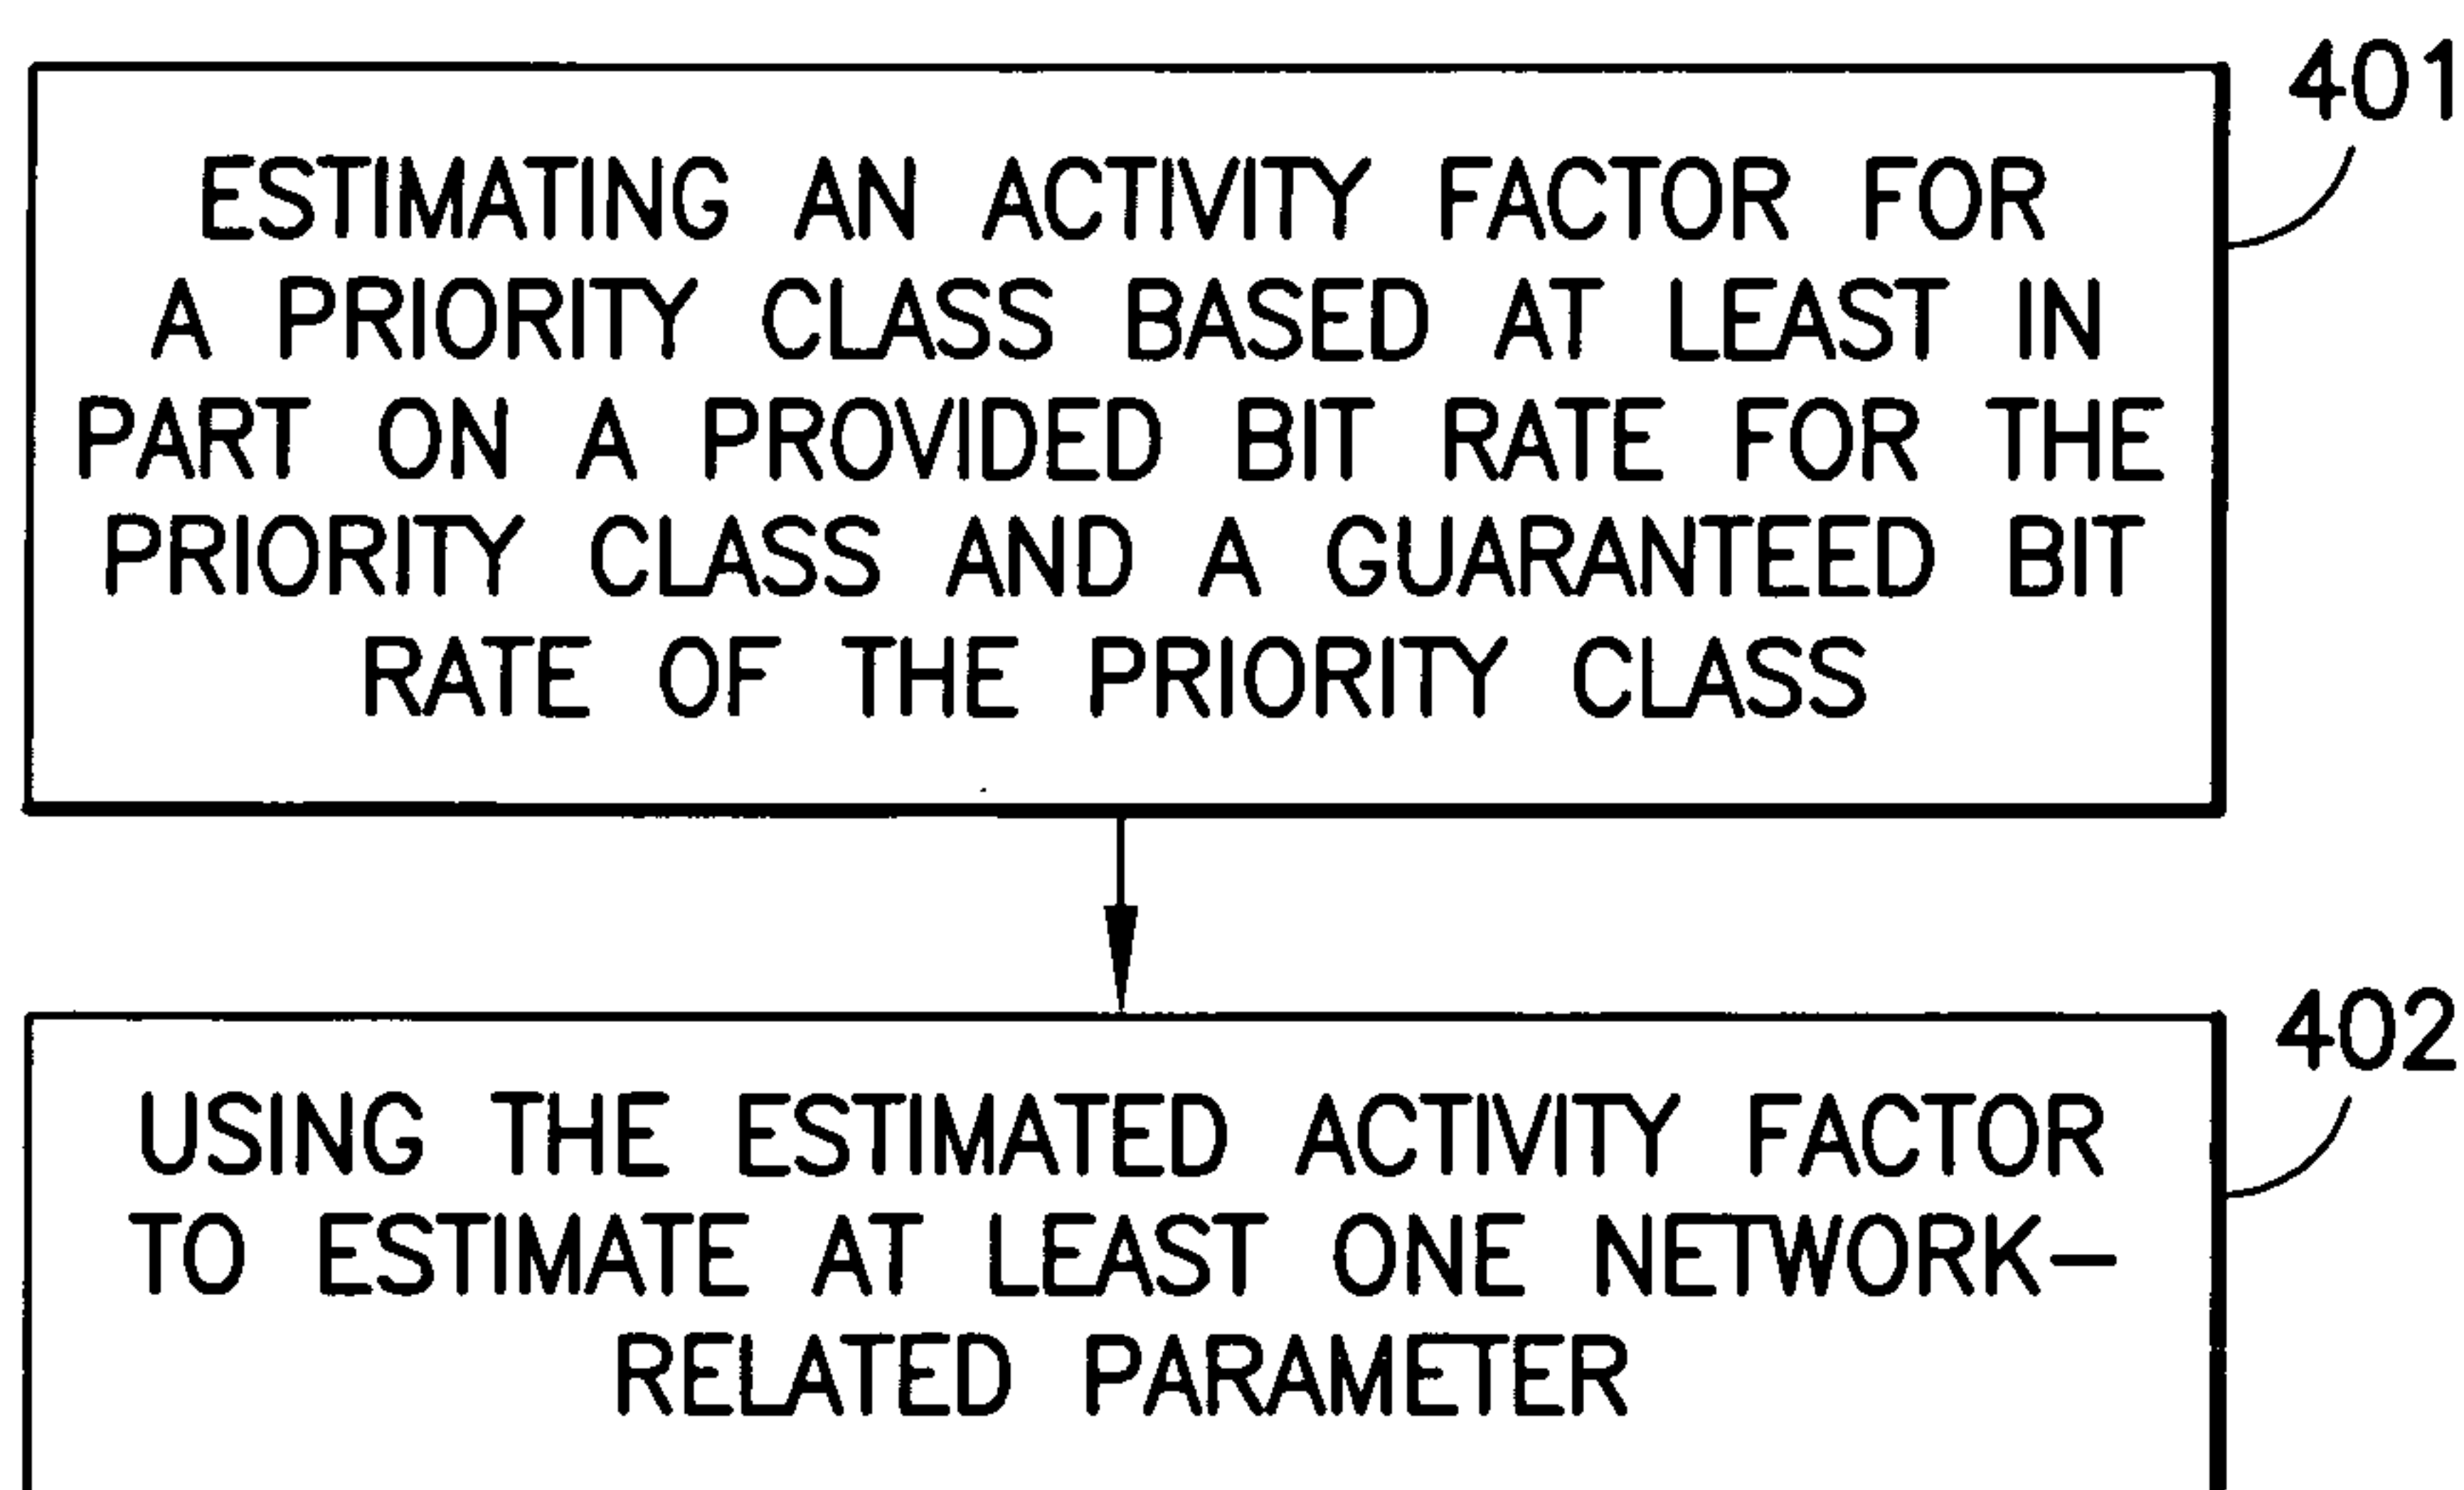 401
ESTIMATING AN ACTIVITY FACTOR FOR
A PRIORITY CLASS BASED AT LEAST IN
PART ON A PROVIDED BIT RATE FOR THE
PRIORITY CLASS AND A GUARANTEED BIT
RATE OF THE PRIORITY CLASS
402
USING THE ESTIMATED ACTIVITY FACTOR
TO ESTIMATE AT LEAST ONE NETWORK-
RELATED PARAMETER